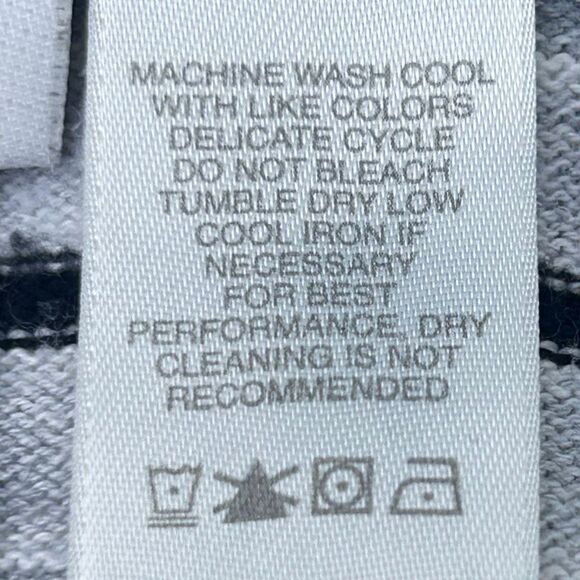 MACHINE WASH COOL
WITH LIKE COLORS
DELICATE CYCLE
DO NOT BLEACH
TUMBLE DRY LOW
COOL IRON IF
NECESSARY
FOR BEST
PERFORMANCE, DRY
CLEANING IS NOT
RECOMMENDED